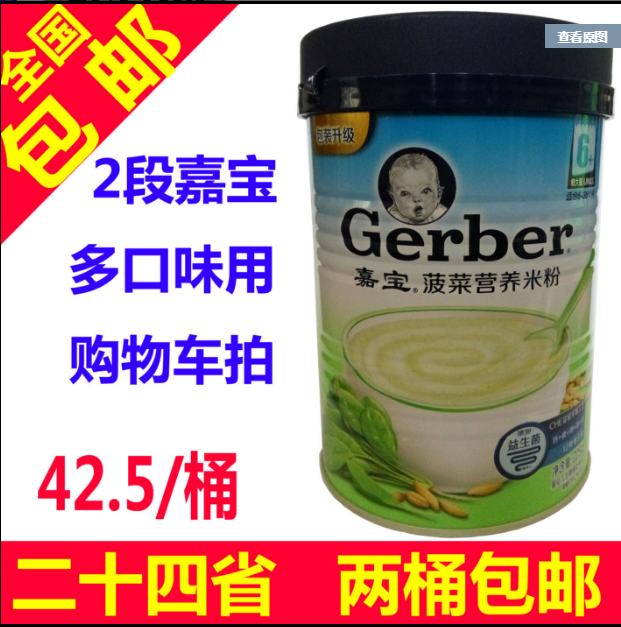 全国
包邮
查看原图
2段嘉宝
多口味用
购物车拍
42.5/桶
包装升级
6+
Gerber
嘉宝®菠菜营养米粉
添加
益生菌
二十四省 两桶包邮